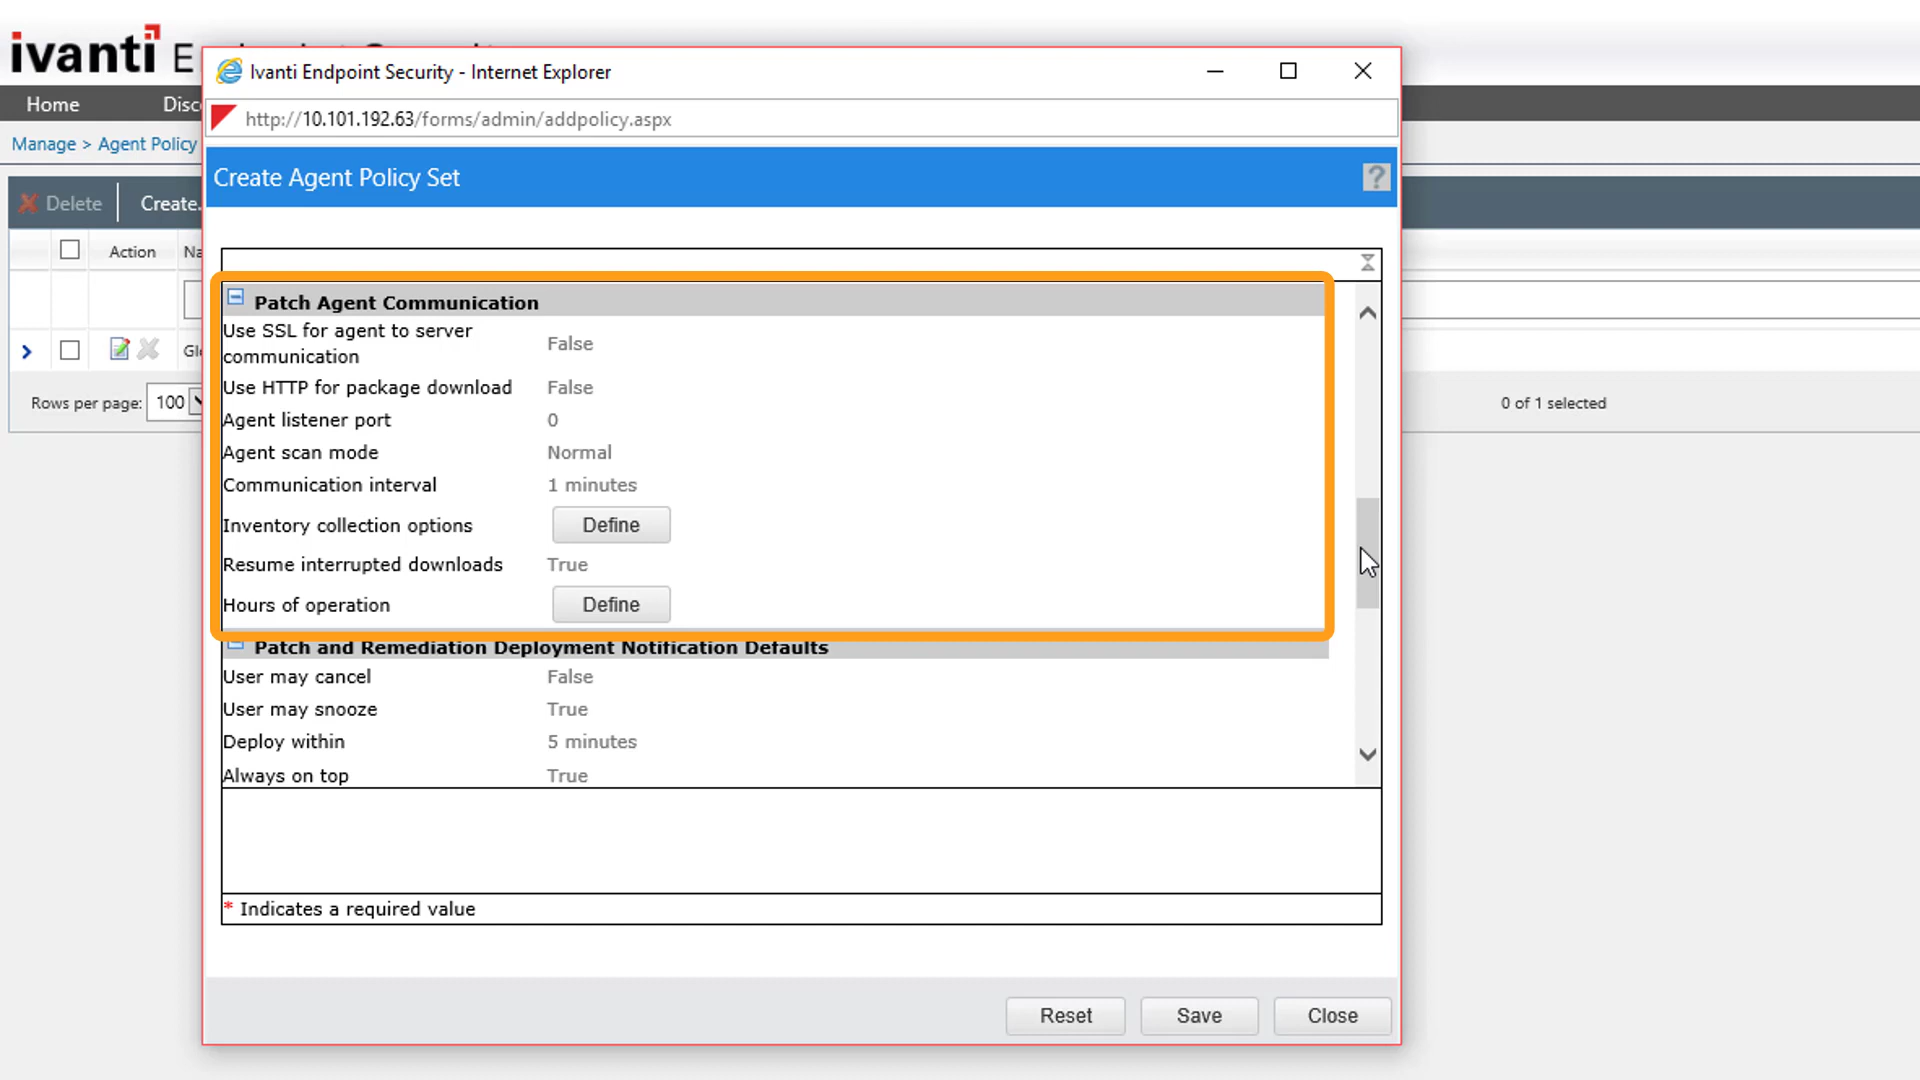 ivanti
Ivanti Endpoint Security - Internet Explorer
Home
http://10.101.192.63/forms/admin/addpolicy.aspx
Manage > Agent Policy
Create Agent Policy Set
?
Delete
Create.
Action
Na
Patch Agent Communication
Use SSL for agent to server communication False
Use HTTP for package download False
Agent listener port 0
Agent scan mode Normal
Communication interval 1 minutes
Inventory collection options Define
Resume interrupted downloads True
Hours of operation Define
Patch and Remediation Deployment Notification Defaults
User may cancel False
User may snooze True
Deploy within 5 minutes
Always on top True
Rows per page: 100
0 of 1 selected
* Indicates a required value
Reset Save Close